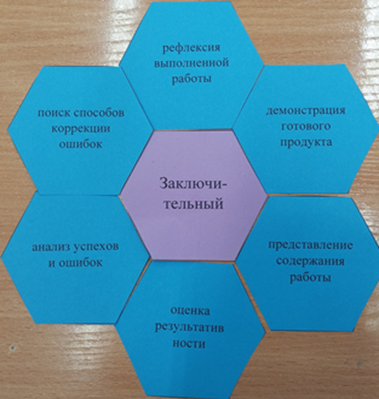 рефлексия
выполненной
работы
поиск способов
коррекции
ошибок
демонстрация
готового
продукта
Заключи-
тельный
анализ успехов
и ошибок
представление
содержания
работы
оценка
результатив
ности